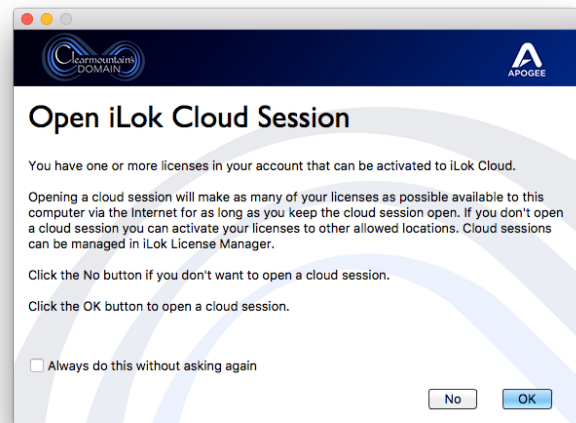 Clearmountain's
DOMAIN
APOGEE
Open iLok Cloud Session
You have one or more licenses in your account that can be activated to iLok Cloud.
Opening a cloud session will make as many of your licenses as possible available to this
computer via the Internet for as long as you keep the cloud session open. If you don't open
a cloud session you can activate your licenses to other allowed locations. Cloud sessions
can be managed in iLok License Manager.
Click the No button if you don't want to open a cloud session.
Click the OK button to open a cloud session.
Always do this without asking again
No
OK